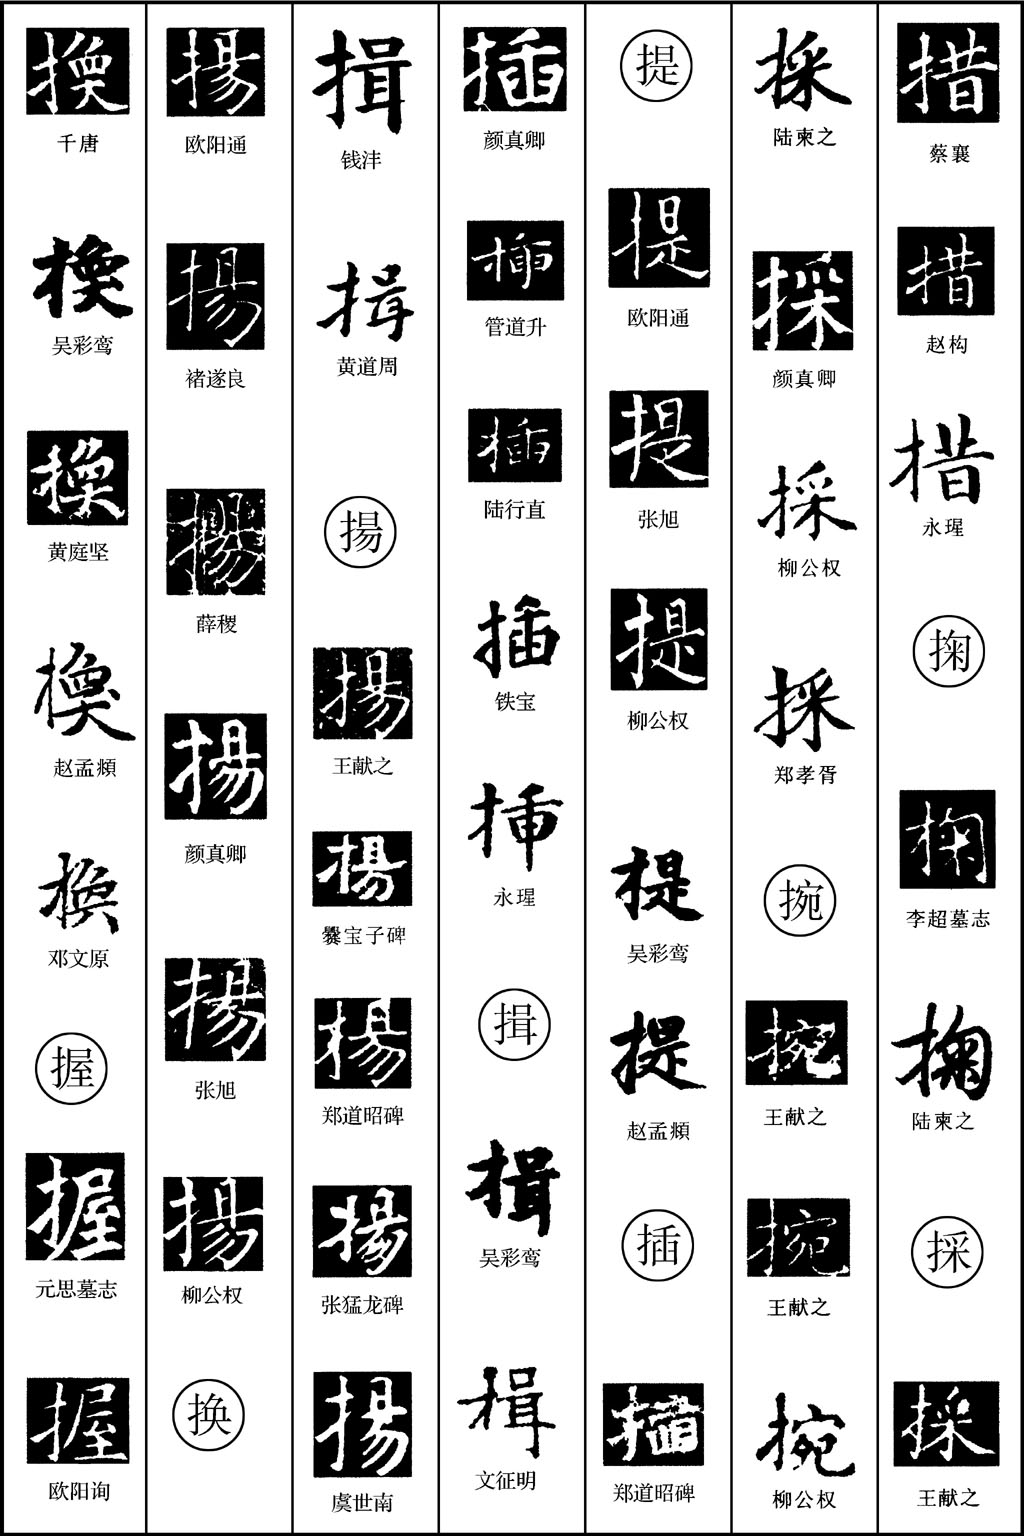 措
蔡襄
措
赵构
措
永瑆
掬
掬
李超墓志
掬
陆柬之
採
採
王献之
採
陆柬之
採
颜真卿
採
柳公权
採
郑孝胥
捥
捥
王献之
捥
王献之
捥
柳公权
提
提
欧阳通
提
张旭
提
柳公权
提
吴彩鸾
提
赵孟頫
插
插
郑道昭碑
插
颜真卿
插
管道升
插
陆行直
插
铁宝
插
永瑆
揖
揖
吴彩鸾
揖
文征明
揖
钱沣
揖
黄道周
揚
揚
王献之
揚
爨宝子碑
揚
郑道昭碑
揚
张猛龙碑
揚
虞世南
揚
欧阳通
揚
褚遂良
揚
薛稷
揚
颜真卿
揚
张旭
揚
柳公权
换
換
千唐
換
吴彩鸾
換
黄庭坚
換
赵孟頫
換
邓文原
握
握
元思墓志
握
欧阳询